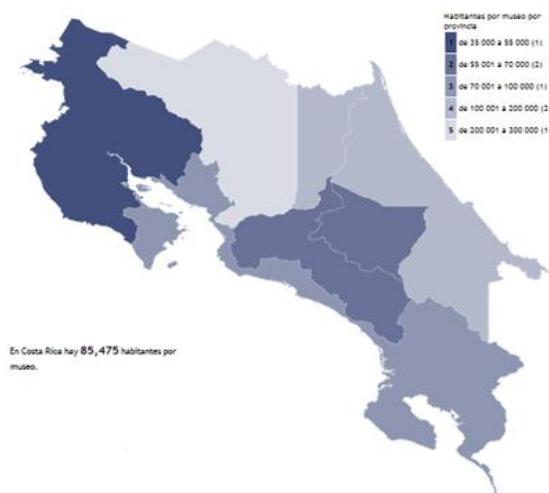 Habitantes por museo por
provincia
1 de 35 000 a 55 000 (1)
2 de 55 001 a 70 000 (2)
3 de 70 001 a 100 000 (1)
4 de 100 001 a 200 000 (2
5 de 200 001 a 300 000 (1
En Costa Rica hay 85,475 habitantes por
museo.